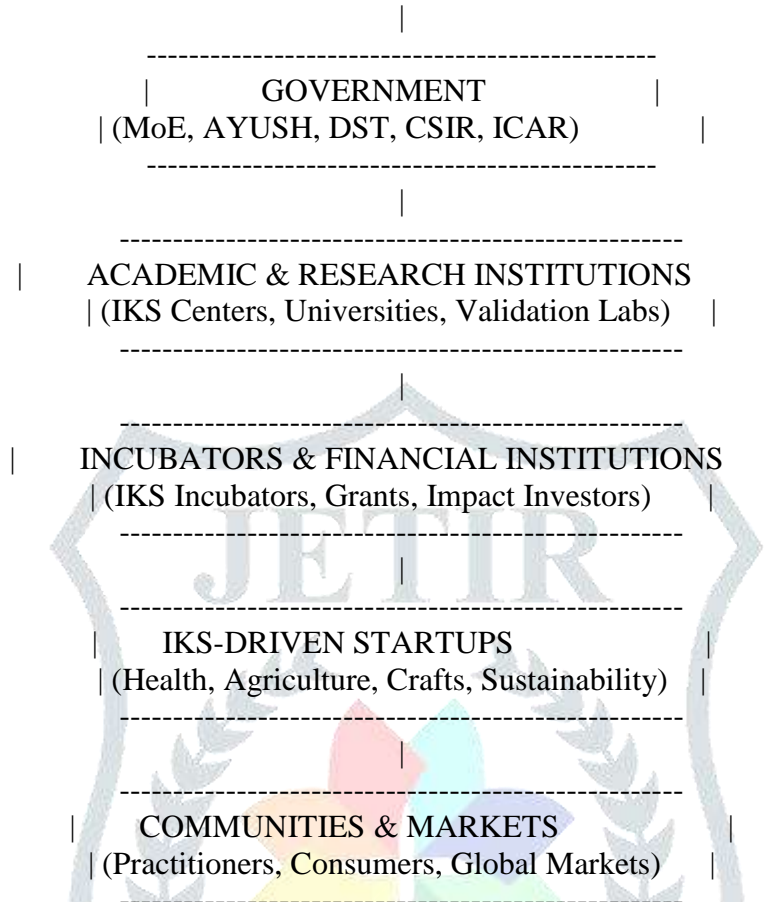 |
------------------------------------------------
| GOVERNMENT |
| (MoE, AYUSH, DST, CSIR, ICAR) |
------------------------------------------------
|
-----------------------------------------------------
| ACADEMIC & RESEARCH INSTITUTIONS
| (IKS Centers, Universities, Validation Labs) |
-----------------------------------------------------
|
-----------------------------------------------------
| INCUBATORS & FINANCIAL INSTITUTIONS
| (IKS Incubators, Grants, Impact Investors) |
-----------------------------------------------------
JETIR
|
-----------------------------------------------------
| IKS-DRIVEN STARTUPS |
| (Health, Agriculture, Crafts, Sustainability) |
-----------------------------------------------------
|
-----------------------------------------------------
| COMMUNITIES & MARKETS |
| (Practitioners, Consumers, Global Markets) |
-----------------------------------------------------